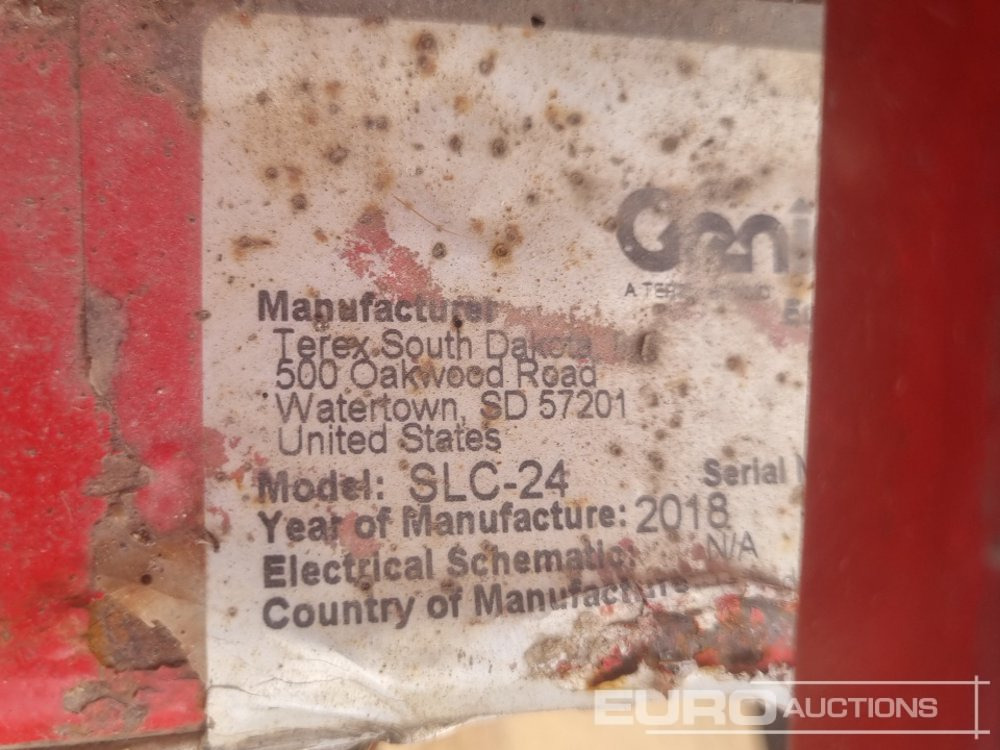 Geni
A
Manufacturer
Terex South Dakota,
500 Oakwood Road
Watertown, SD 57201
United States
Model: SLC-24
Serial
Year of Manufacture: 2018
Electrical Schematic: N/A
Country of Manufacture
EURO AUCTIONS